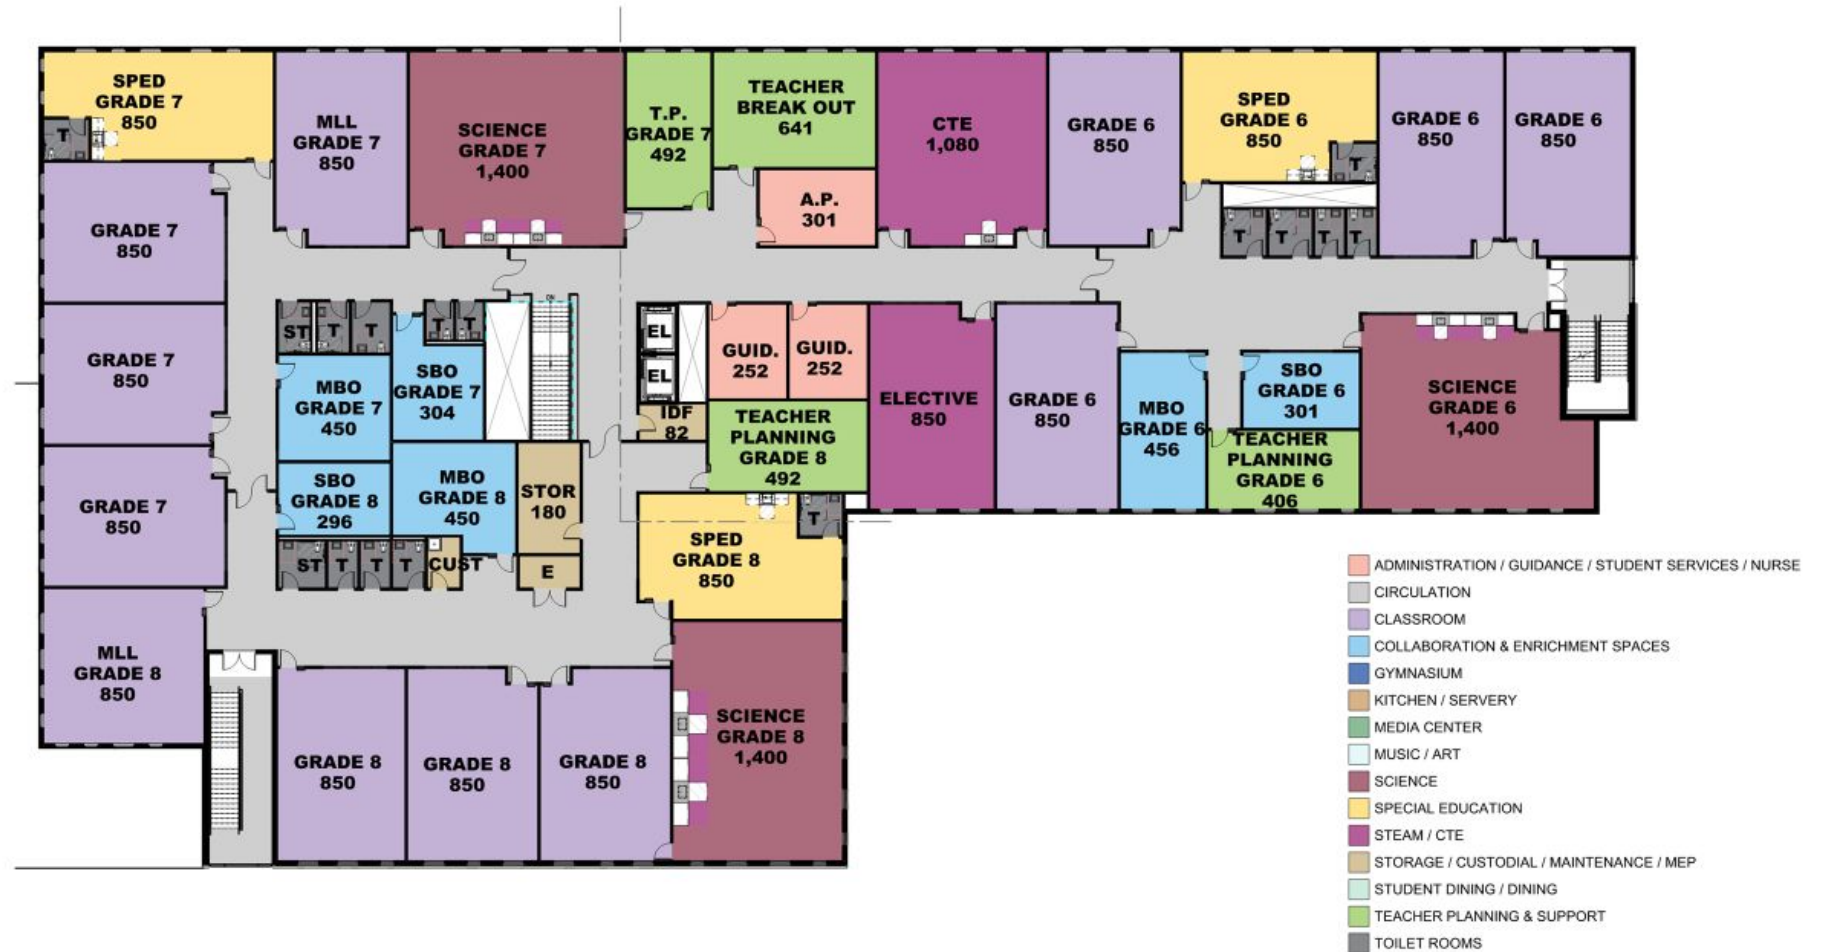 SPED
GRADE 7
850
T
MLL
GRADE 7
850
SCIENCE
GRADE 7
1,400
T.P.
GRADE 7
492
TEACHER
BREAK OUT
641
A.P.
301
CTE
1,080
GRADE 6
850
SPED
GRADE 6
850
T
T
T
T
T
GRADE 6
850
GRADE 6
850
GRADE 7
850
GRADE 7
850
GRADE 7
850
MLL
GRADE 8
850
ST
T
T
T
T
MBO
GRADE 7
450
SBO
GRADE 7
304
DN
SBO
GRADE 8
296
MBO
GRADE 8
450
STOR
180
ST
T
T
T
CUST
E
EL
EL
IDF
82
GUID.
252
GUID.
252
TEACHER
PLANNING
GRADE 8
492
ELECTIVE
850
GRADE 6
850
MBO
GRADE 6
456
SBO
GRADE 6
301
TEACHER
PLANNING
GRADE 6
406
SCIENCE
GRADE 6
1,400
SPED
GRADE 8
850
T
SCIENCE
GRADE 8
1,400
GRADE 8
850
GRADE 8
850
GRADE 8
850
ADMINISTRATION / GUIDANCE / STUDENT SERVICES / NURSE
CIRCULATION
CLASSROOM
COLLABORATION & ENRICHMENT SPACES
GYMNASIUM
KITCHEN / SERVERY
MEDIA CENTER
MUSIC / ART
SCIENCE
SPECIAL EDUCATION
STEAM / CTE
STORAGE / CUSTODIAL / MAINTENANCE / MEP
STUDENT DINING / DINING
TEACHER PLANNING & SUPPORT
TOILET ROOMS